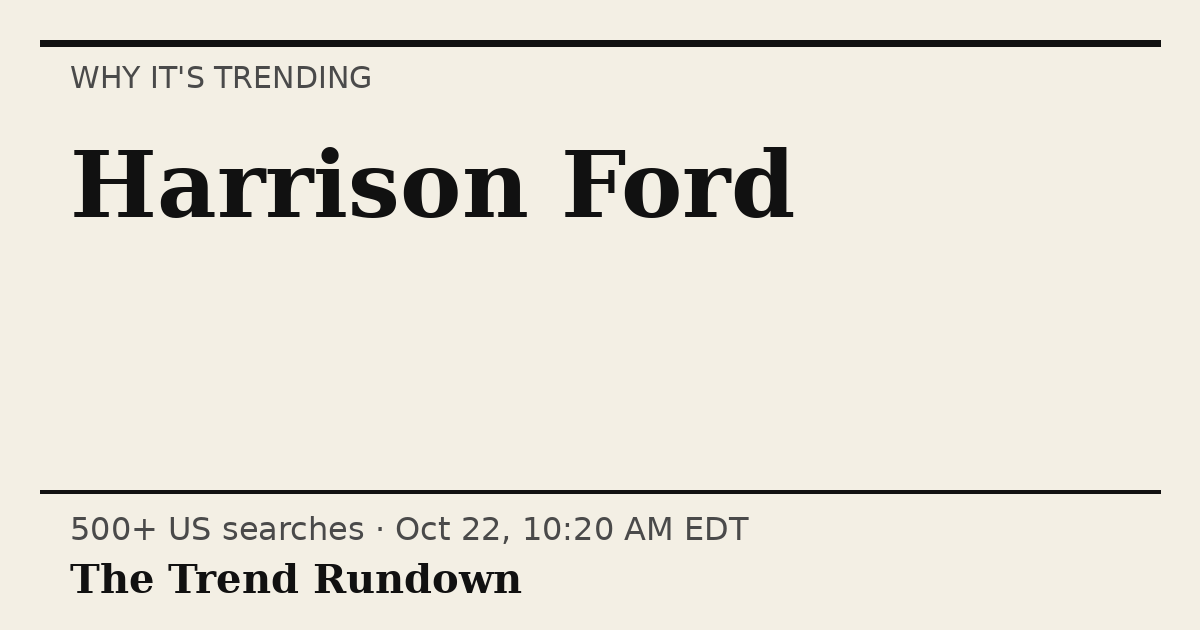 WHY IT'S TRENDING
Harrison Ford
500+ US searches · Oct 22, 10:20 AM EDT
The Trend Rundown